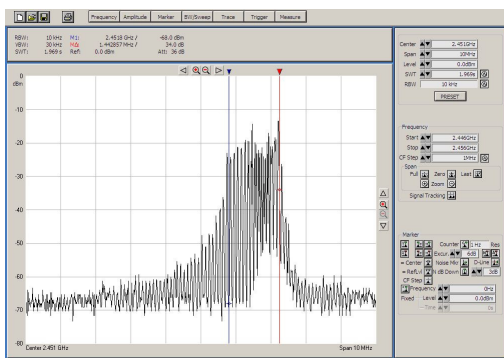 Frequency Amplitude Marker BW/Sweep Trace Trigger Measure
RBW: 10 kHz M1: 2.4518 GHz / -68.0 dBm
VBW: 30 kHz MΔ: 1.442857 MHz / 34.0 dB
SWT: 1.969 s Ref: 0.0 dBm Att: 36 dB
0
dBm
-10
-20
-30
-40
-50
-60
-70
-80
Center 2.451 GHz Span 10 MHz
Center 2.451GHz
Span 10MHz
Level 0.0dBm
SWT 1.969s
RBW 10 kHz
PRESET
Frequency
Start 2.446GHz
Stop 2.456GHz
CF Step 1MHz
Span
Full Zero Last
Zoom
Signal Tracking
Marker
Counter 1 Hz Res
Excur. 6dB
= Center Noise Mkr D-Line
= RefLvl N dB Down 3dB
CF Step
Frequency 0Hz
Fixed Level 0.0dBm
Time 0s